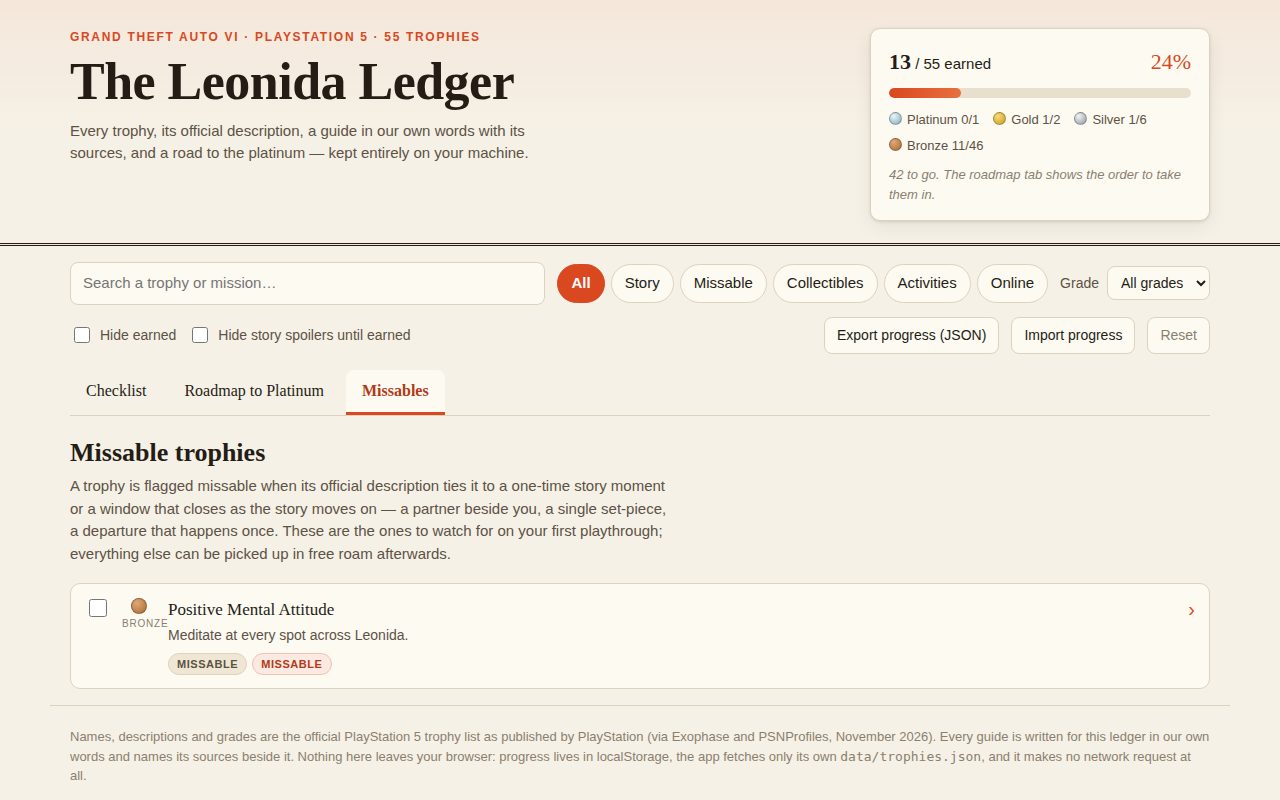 GRAND THEFT AUTO VI · PLAYSTATION 5 · 55 TROPHIES
The Leonida Ledger
Every trophy, its official description, a guide in our own words with its
sources, and a road to the platinum — kept entirely on your machine.
13 / 55 earned 24%
Platinum 0/1 Gold 1/2 Silver 1/6
Bronze 11/46
42 to go. The roadmap tab shows the order to take
them in.
Search a trophy or mission… All Story Missable Collectibles Activities Online Grade All grades
Hide earned Hide story spoilers until earned Export progress (JSON) Import progress Reset
Checklist Roadmap to Platinum Missables
Missable trophies
A trophy is flagged missable when its official description ties it to a one-time story moment
or a window that closes as the story moves on — a partner beside you, a single set-piece,
a departure that happens once. These are the ones to watch for on your first playthrough;
everything else can be picked up in free roam afterwards.
Positive Mental Attitude ›
BRONZE
Meditate at every spot across Leonida.
MISSABLE MISSABLE
Names, descriptions and grades are the official PlayStation 5 trophy list as published by PlayStation (via Exophase and PSNProfiles, November 2026). Every guide is written for this ledger in our own
words and names its sources beside it. Nothing here leaves your browser: progress lives in localStorage, the app fetches only its own data/trophies.json, and it makes no network request at
all.